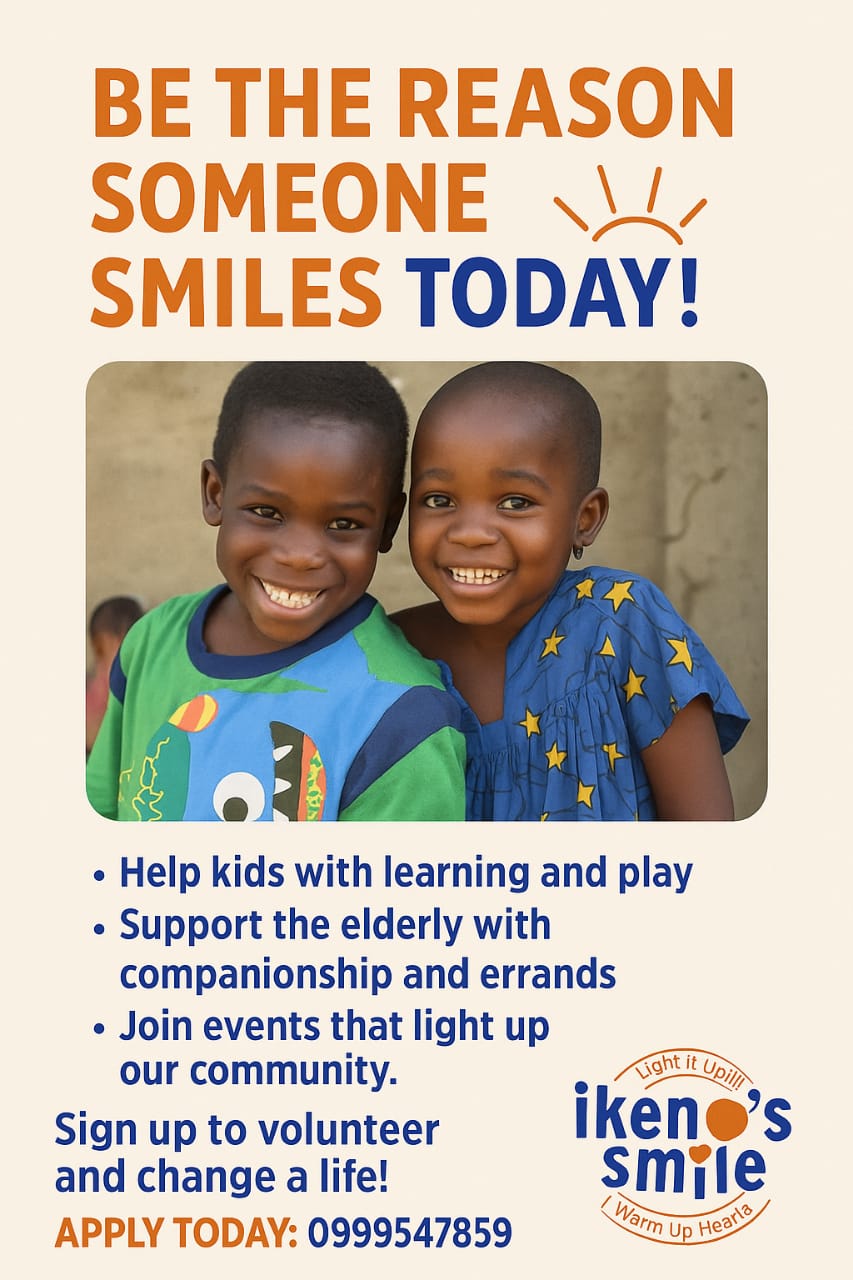 BE THE REASON
SOMEONE
SMILES TODAY!
• Help kids with learning and play
• Support the elderly with
companionship and errands
• Join events that light up
our community.
Sign up to volunteer
and change a life!
APPLY TODAY: 0999547859
Light it Upill!
ikeno's
smile
Warm Up Hearla